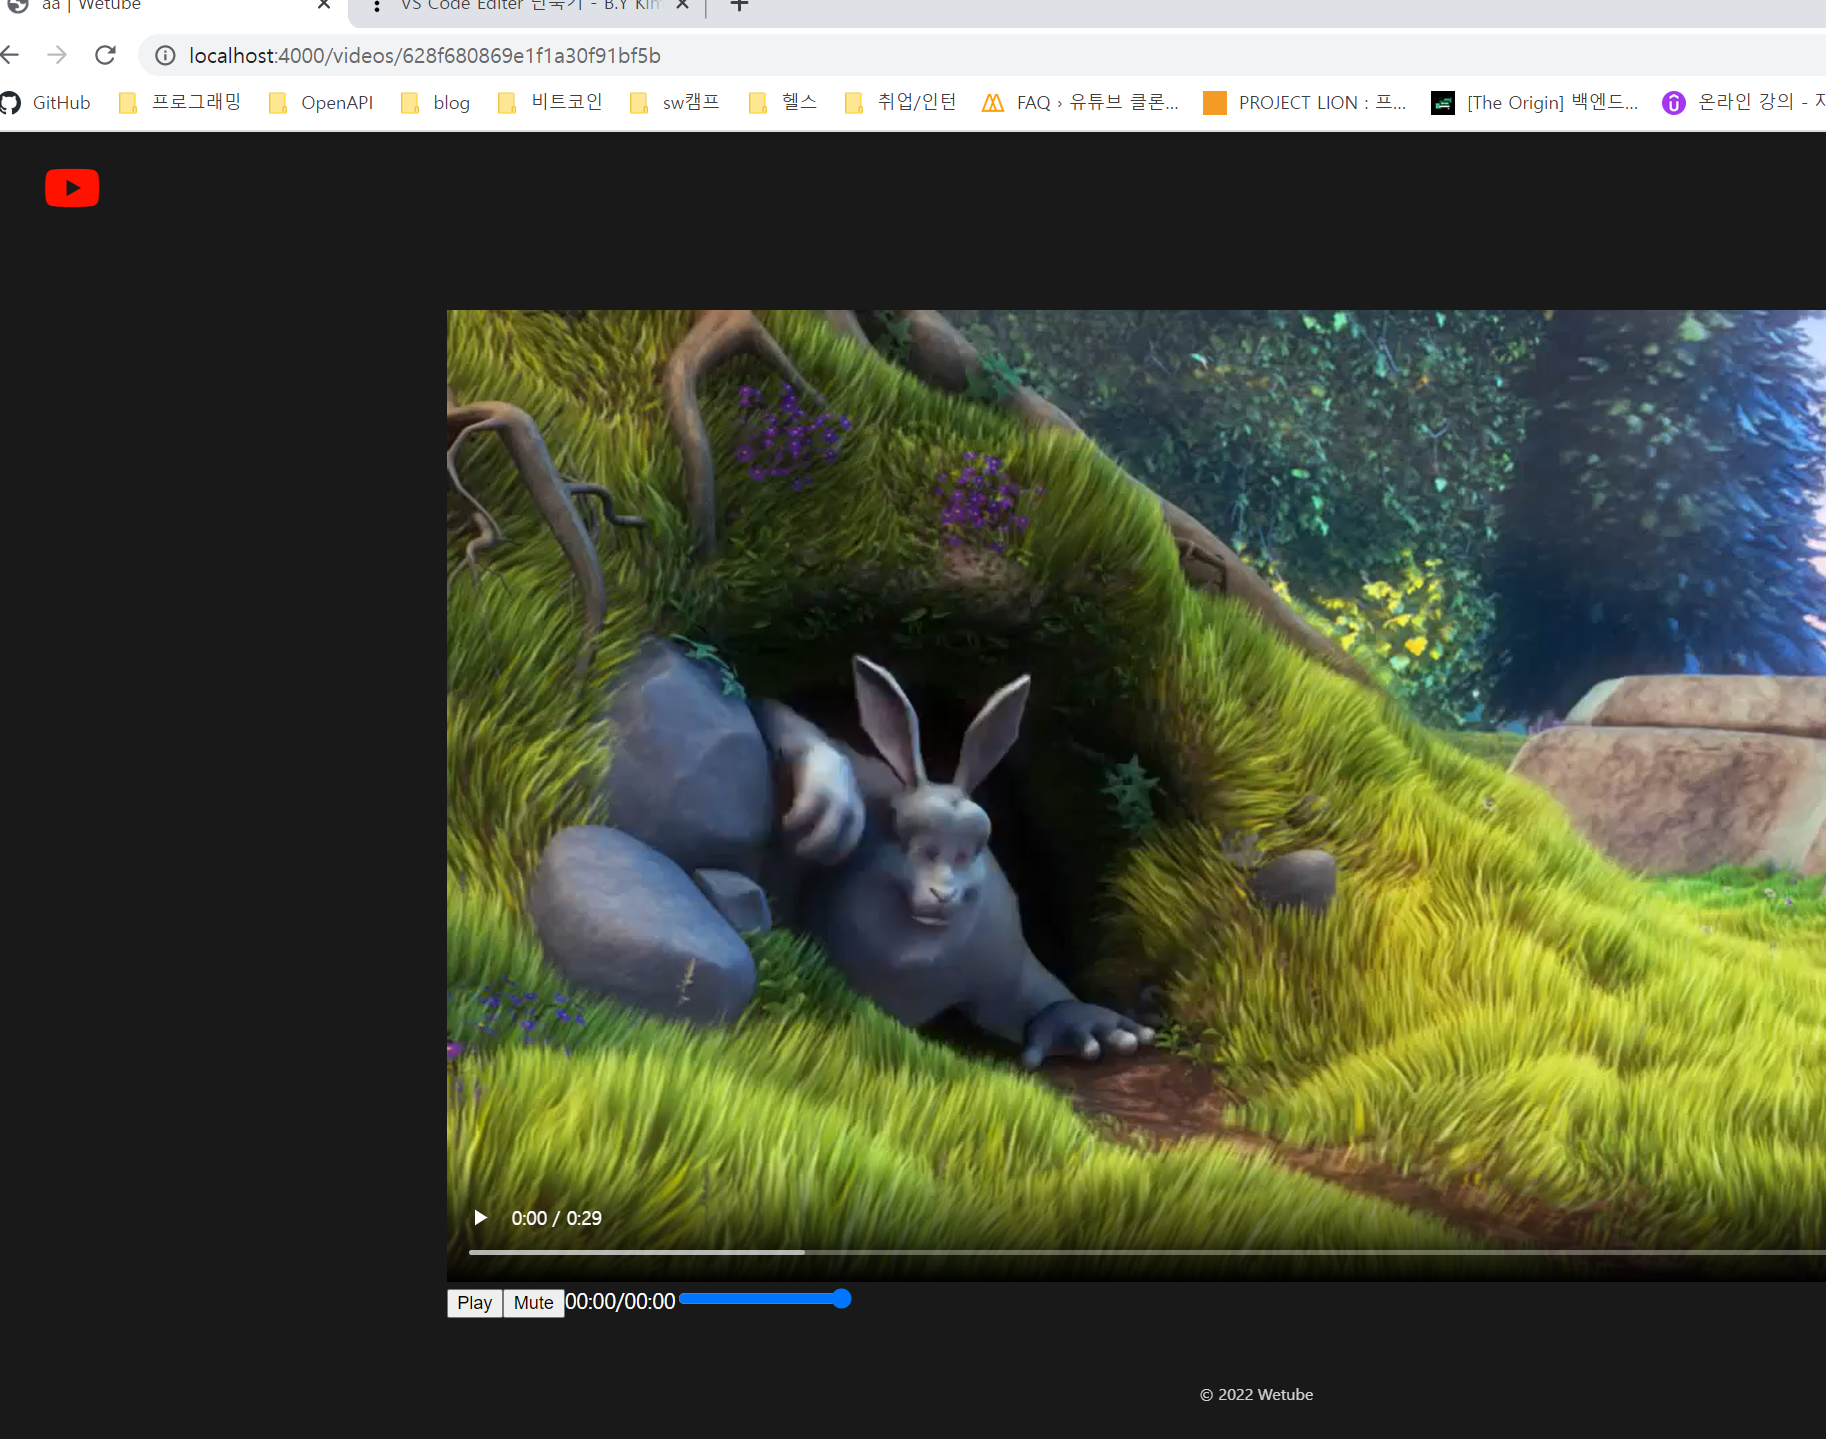 aa | Wetube
VS Code Editer 단축키 - B.Y Kim
localhost:4000/videos/628f680869e1f1a30f91bf5b
GitHub 프로그래밍 OpenAPI blog 비트코인 sw캠프 헬스 취업/인턴 FAQ › 유튜브 클론... PROJECT LION : 프... [The Origin] 백엔드... 온라인 강의 -
0:00 / 0:29
Play Mute 00:00/00:00
© 2022 Wetube